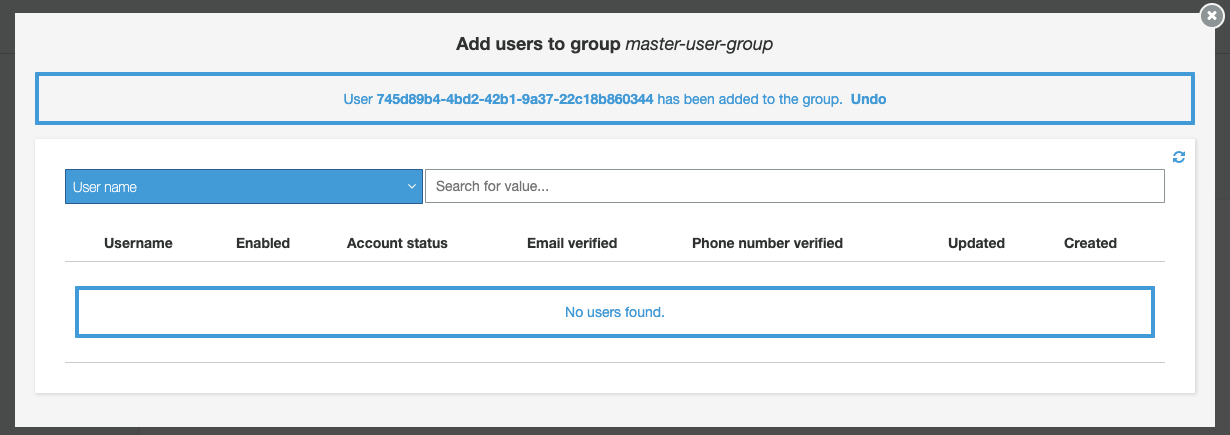 Add users to group master-user-group
User 745d89b4-4bd2-42b1-9a37-22c18b860344 has been added to the group. Undo
User name
Search for value...
Username Enabled Account status Email verified Phone number verified Updated Created
No users found.